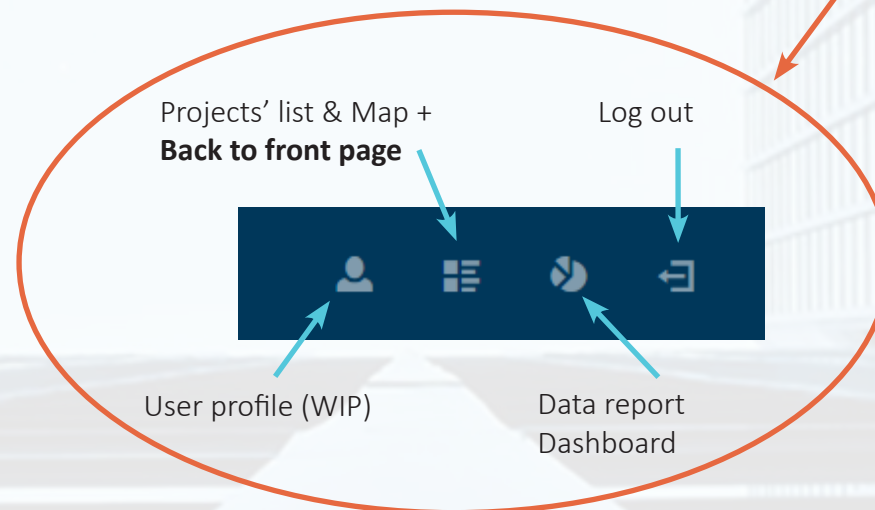 Projects’ list & Map +
Back to front page
Log out
User profile (WIP)
Data report
Dashboard